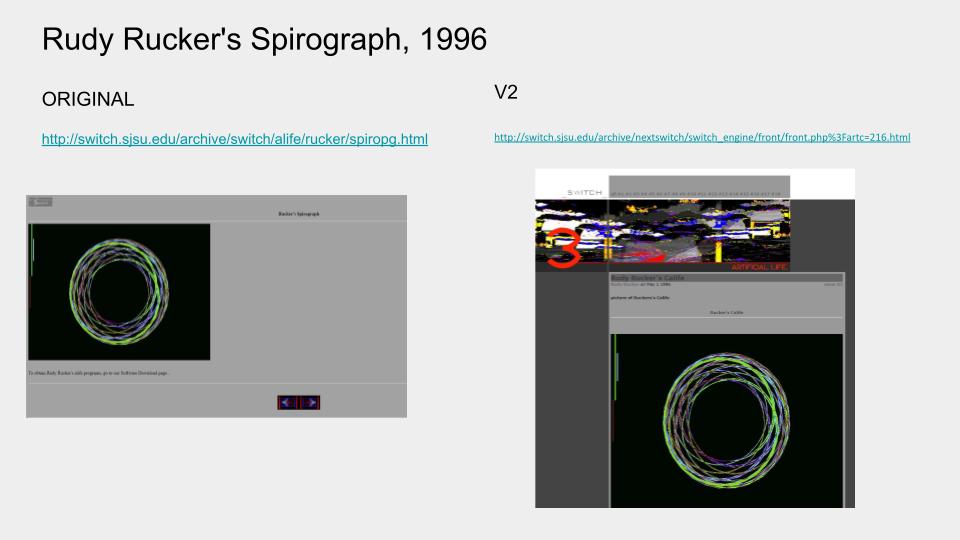 Rudy Rucker's Spirograph, 1996
ORIGINAL
http://switch.sjsu.edu/archive/switch/alife/rucker/spiropg.html
Rucker's Spirograph
To obtain Rudy Rucker's alife programs, go to our Software Download page .
V2
http://switch.sjsu.edu/archive/nextswitch/switch_engine/front/front.php%3Fartc=216.html
SWITCH
3
ARTIFICIAL LIFE.
Rudy Rucker's Calife
Rudy Rucker on May 1 1996
picture of Ruckers's Calife
Rucker's Calife